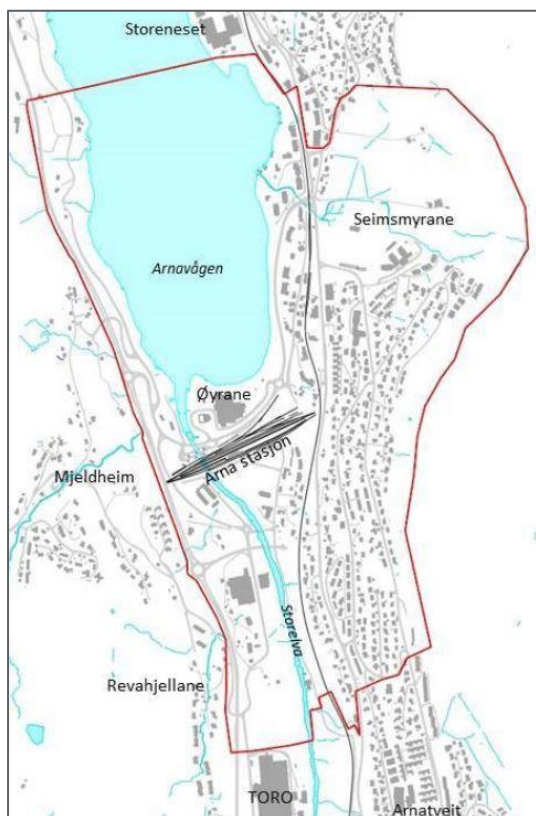 Storeneset
Seimsmyrane
Arnavågen
Øyrane
Arna stasjon
Mjeldheim
Storelva
Revahjellane
TORO
Arnatveit